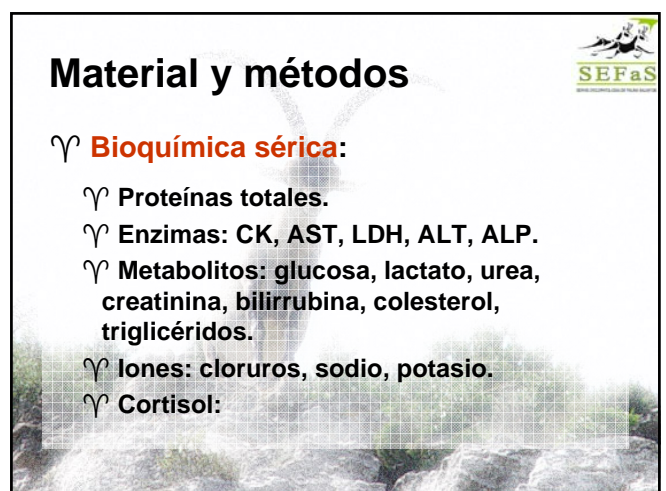 Material y métodos
SEFaS
♈ Bioquímica sérica:
♈ Proteínas totales.
♈ Enzimas: CK, AST, LDH, ALT, ALP.
♈ Metabolitos: glucosa, lactato, urea,
creatinina, bilirrubina, colesterol,
triglicéridos.
♈ Iones: cloruros, sodio, potasio.
♈ Cortisol: